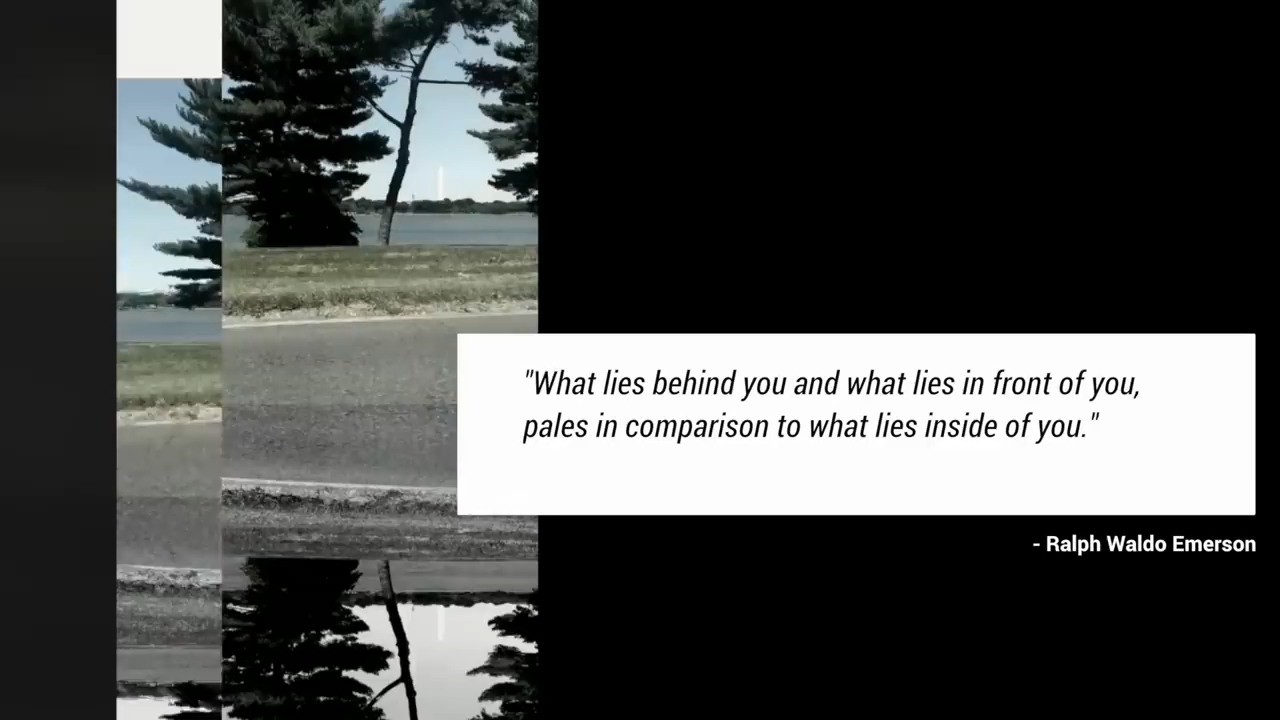 "What lies behind you and what lies in front of you,
pales in comparison to what lies inside of you."
- Ralph Waldo Emerson